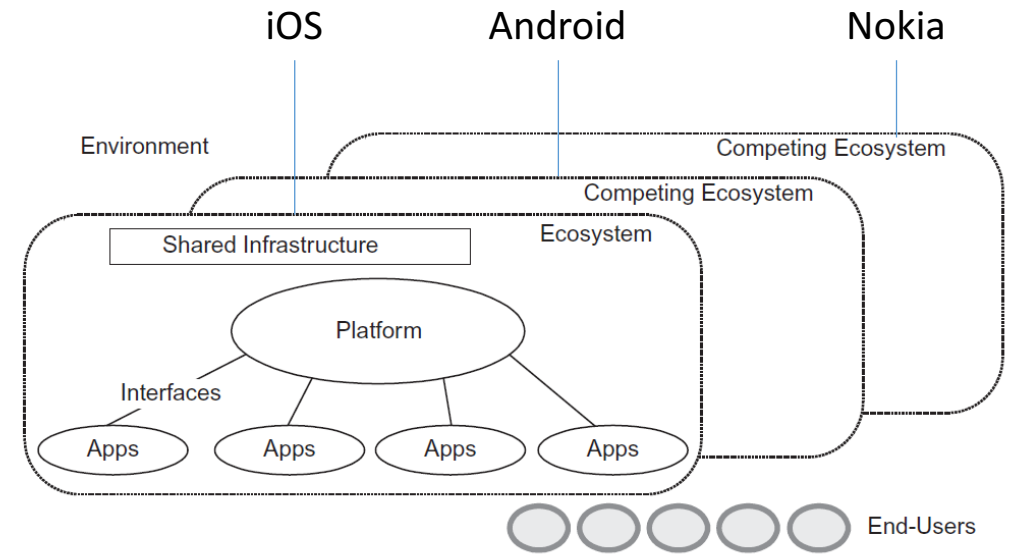 iOS
Android
Nokia
Environment
Competing Ecosystem
Competing Ecosystem
Ecosystem
Shared Infrastructure
Platform
Interfaces
Apps
Apps
Apps
Apps
End-Users